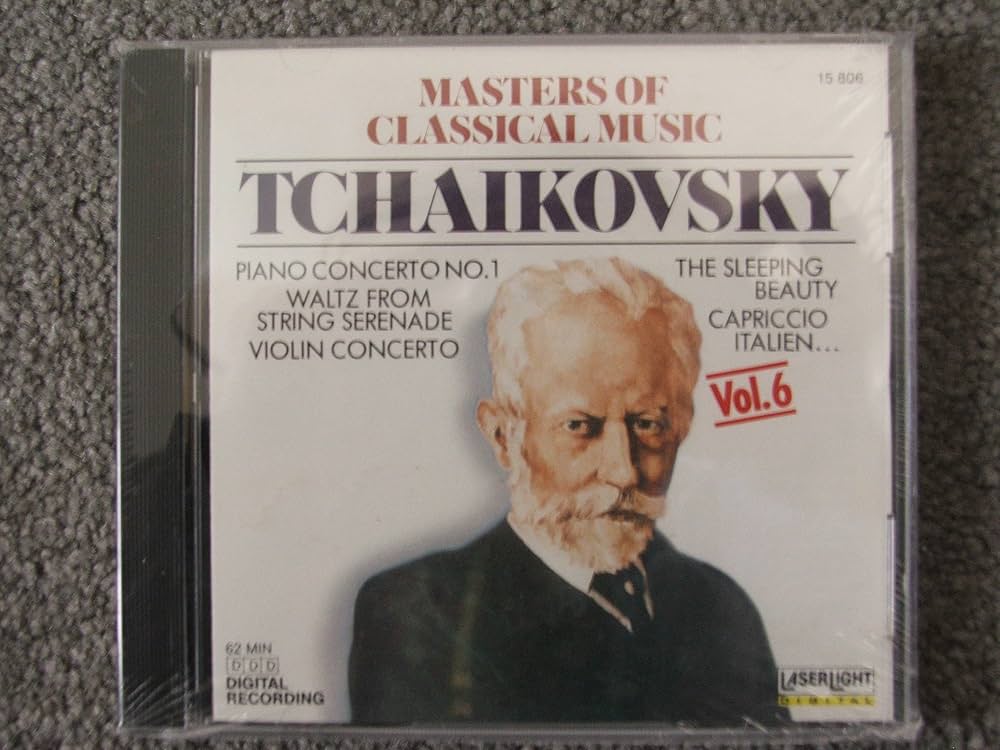 15 806
MASTERS OF
CLASSICAL MUSIC
TCHAIKOVSKY
PIANO CONCERTO NO.1
WALTZ FROM
STRING SERENADE
VIOLIN CONCERTO
THE SLEEPING
BEAUTY
CAPRICCIO
ITALIEN...
Vol.6
62 MIN
DDD
DIGITAL
RECORDING
LASERLIGHT
DIGITAL